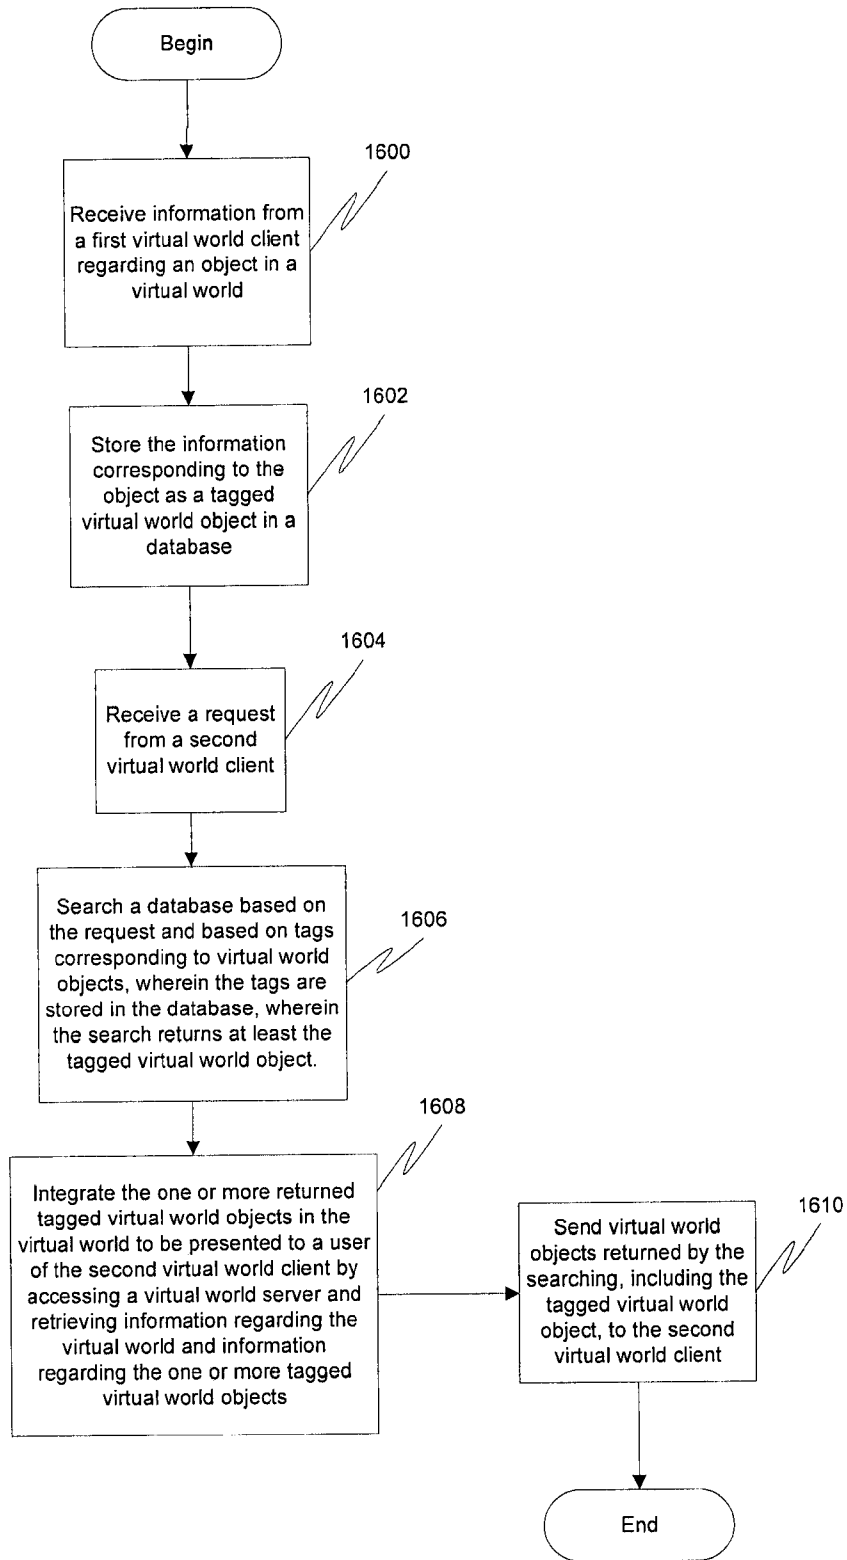 Begin
1600
Receive information from
a first virtual world client
regarding an object in a
virtual world
1602
Store the information
corresponding to the
object as a tagged
virtual world object in a
database
1604
Receive a request
from a second
virtual world client
1606
Search a database based on
the request and based on tags
corresponding to virtual world
objects, wherein the tags are
stored in the database, wherein
the search returns at least the
tagged virtual world object.
1608
Integrate the one or more returned
tagged virtual world objects in the
virtual world to be presented to a user
of the second virtual world client by
accessing a virtual world server and
retrieving information regarding the
virtual world and information
regarding the one or more tagged
virtual world objects
1610
Send virtual world
objects returned by the
searching, including the
tagged virtual world
object, to the second
virtual world client
End